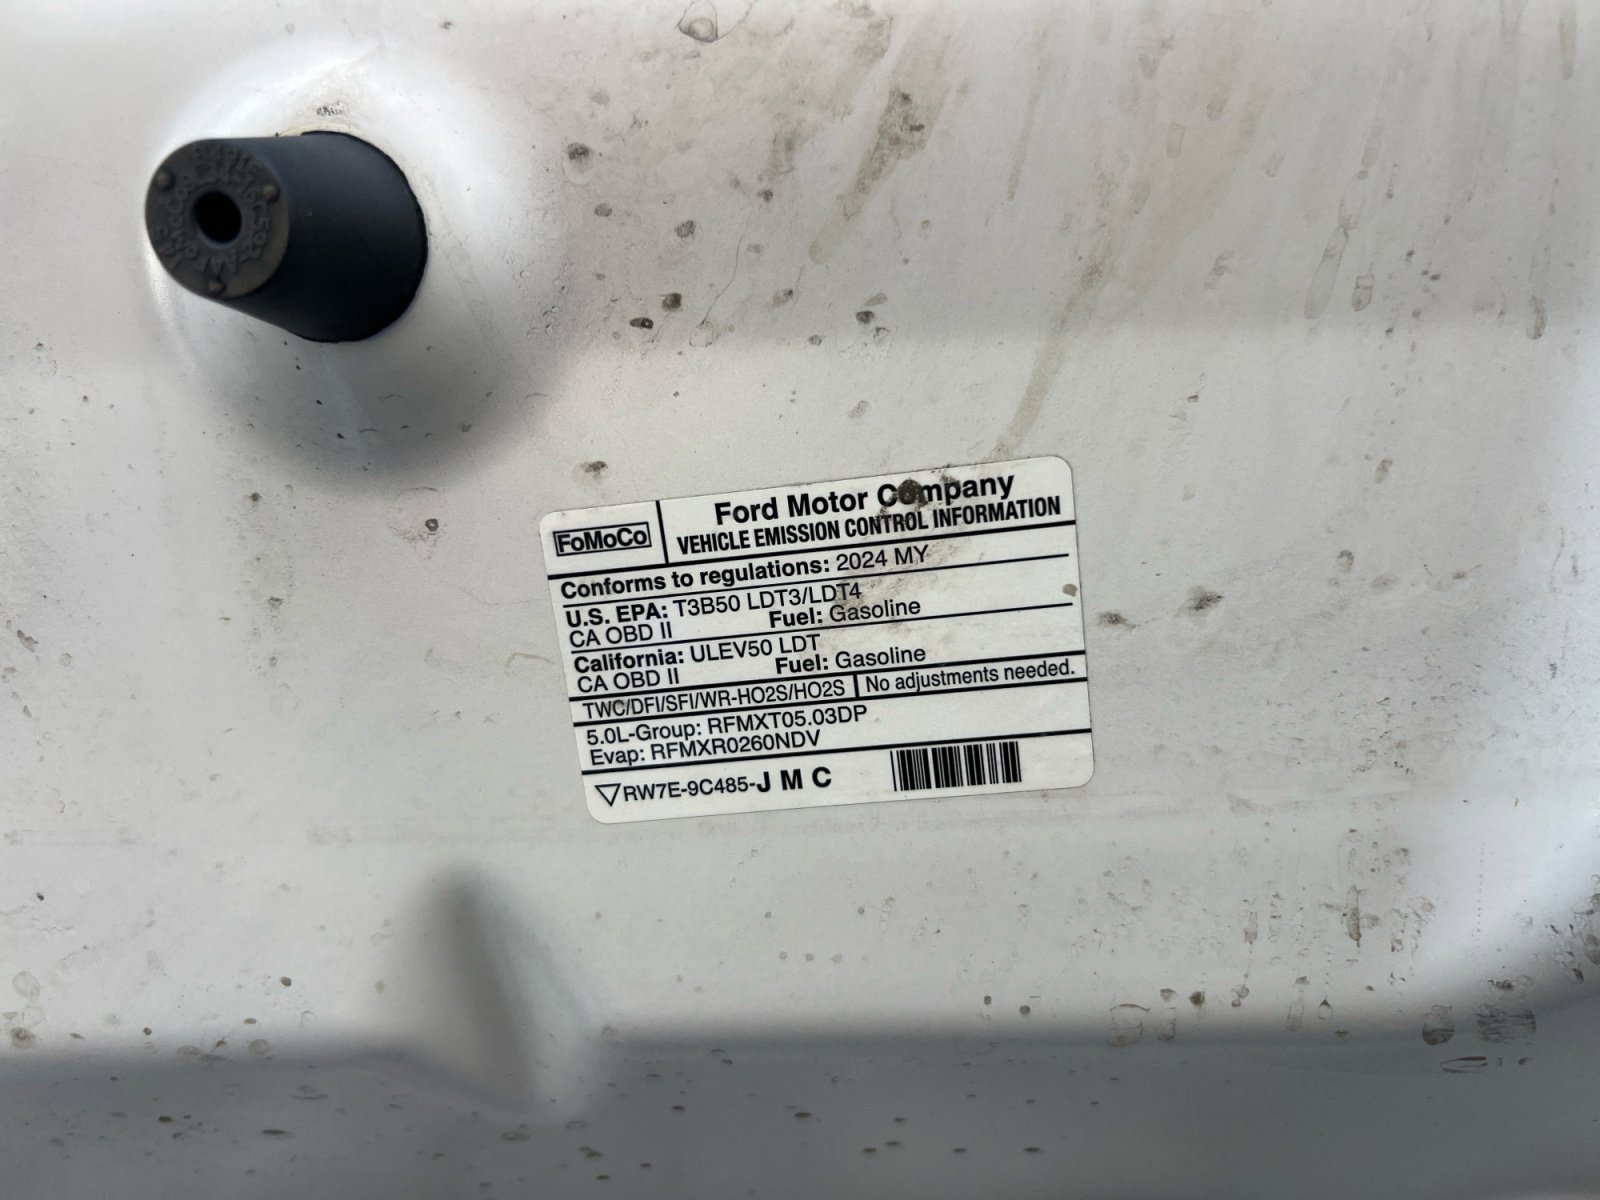 FoMoCo
Ford Motor Company
VEHICLE EMISSION CONTROL INFORMATION
Conforms to regulations: 2024 MY
U.S. EPA: T3B50 LDT3/LDT4
CA OBD II Fuel: Gasoline
California: ULEV50 LDT
CA OBD II Fuel: Gasoline
TWC/DFI/SFI/WR-HO2S/HO2S No adjustments needed.
5.0L-Group: RFMXT05.03DP
Evap: RFMXR0260NDV
RW7E-9C485-J M C